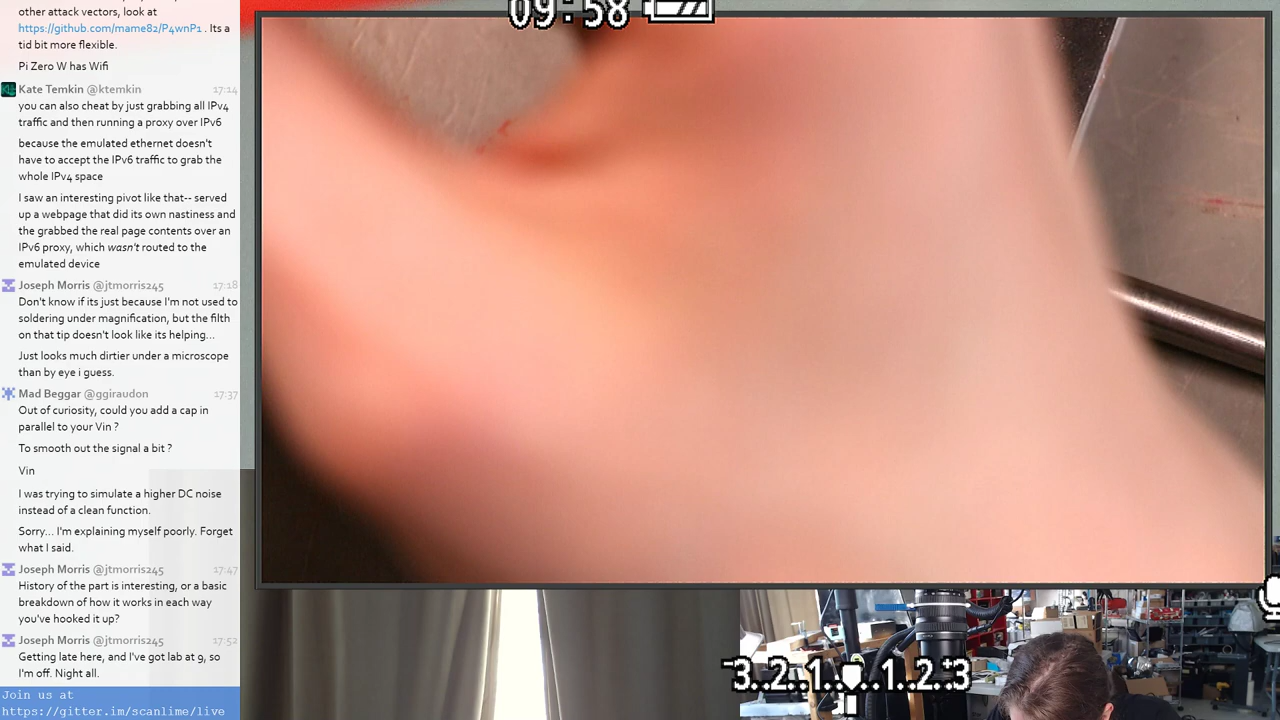 other attack vectors, look at
https://github.com/mame82/P4wnP1 . Its a
tid bit more flexible.
Pi Zero W has Wifi
Kate Temkin @ktemkin 17:14
you can also cheat by just grabbing all IPv4
traffic and then running a proxy over IPv6
because the emulated ethernet doesn't
have to accept the IPv6 traffic to grab the
whole IPv4 space
I saw an interesting pivot like that-- served
up a webpage that did its own nastiness and
the grabbed the real page contents over an
IPv6 proxy, which wasn't routed to the
emulated device
Joseph Morris @jtmorris245 17:18
Don't know if its just because I'm not used to
soldering under magnification, but the filth
on that tip doesn't look like its helping...
Just looks much dirtier under a microscope
than by eye i guess.
Mad Beggar @ggiraudon 17:37
Out of curiosity, could you add a cap in
parallel to your Vin ?
To smooth out the signal a bit ?
Vin
I was trying to simulate a higher DC noise
instead of a clean function.
Sorry... I'm explaining myself poorly. Forget
what I said.
Joseph Morris @jtmorris245 17:47
History of the part is interesting, or a basic
breakdown of how it works in each way
you've hooked it up?
Joseph Morris @jtmorris245 17:52
Getting late here, and I've got lab at 9, so
I'm off. Night all.
Join us at
https://gitter.im/scanlime/live
09:58
-3..2..1..0..1..2..+3